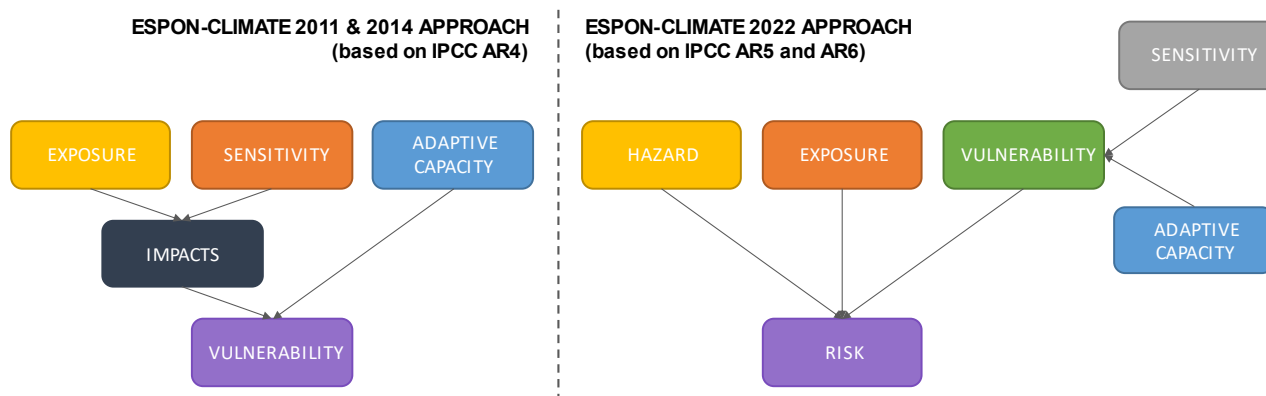 ESPON-CLIMATE 2011 & 2014 APPROACH
(based on IPCC AR4)
EXPOSURE
SENSITIVITY
ADAPTIVE
CAPACITY
IMPACTS
VULNERABILITY
ESPON-CLIMATE 2022 APPROACH
(based on IPCC AR5 and AR6)
SENSITIVITY
HAZARD
EXPOSURE
VULNERABILITY
ADAPTIVE
CAPACITY
RISK